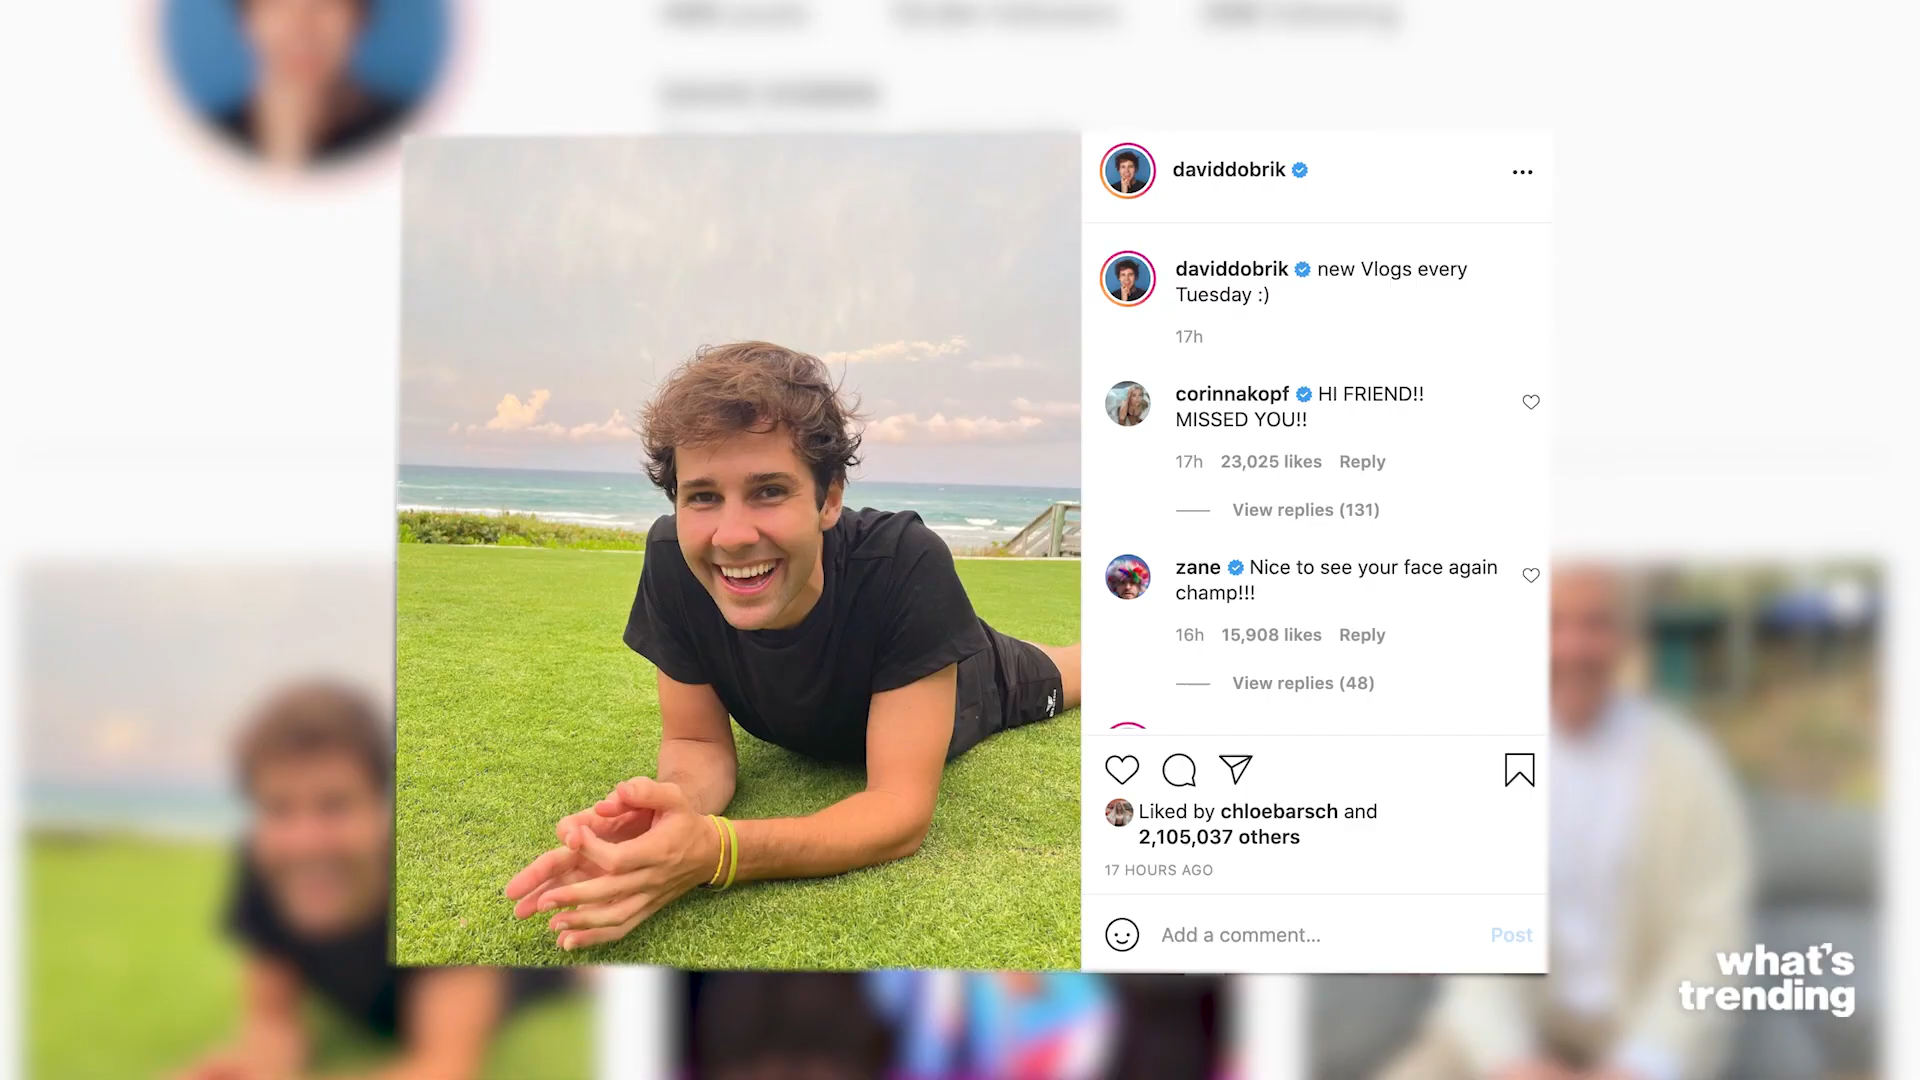 daviddobrik
daviddobrik new Vlogs every
Tuesday :)
17h
corinnakopf HI FRIEND!!
MISSED YOU!!
17h 23,025 likes Reply
View replies (131)
zane Nice to see your face again
champ!!!
16h 15,908 likes Reply
View replies (48)
Liked by chloebarsch and
2,105,037 others
17 HOURS AGO
Add a comment... Post
what's
trending